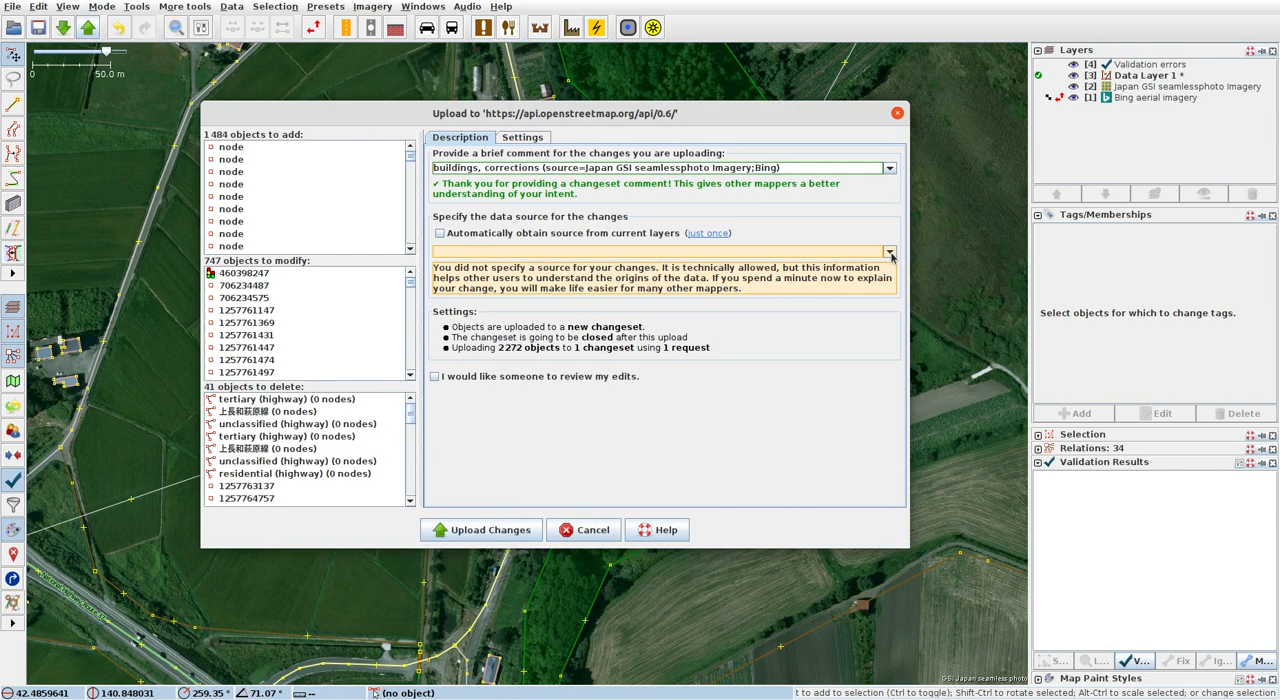 File Edit View Mode Tools More tools Data Selection Presets Imagery Windows Audio Help
0 50.0 m
Upload to 'https://api.openstreetmap.org/api/0.6/'
1 484 objects to add:
node
node
node
node
node
node
node
node
node
747 objects to modify:
460398247
706234487
706234575
1257761147
1257761369
1257761431
1257761447
1257761474
1257761497
41 objects to delete:
tertiary (highway) (0 nodes)
上長和萩原線 (0 nodes)
unclassified (highway) (0 nodes)
tertiary (highway) (0 nodes)
上長和萩原線 (0 nodes)
unclassified (highway) (0 nodes)
residential (highway) (0 nodes)
1257763137
1257764757
Description Settings
Provide a brief comment for the changes you are uploading:
buildings, corrections (source=Japan GSI seamlessphoto Imagery;Bing)
✔ Thank you for providing a changeset comment! This gives other mappers a better
understanding of your intent.
Specify the data source for the changes
Automatically obtain source from current layers (just once)
You did not specify a source for your changes. It is technically allowed, but this information
helps other users to understand the origins of the data. If you spend a minute now to explain
your change, you will make life easier for many other mappers.
Settings:
Objects are uploaded to a new changeset.
The changeset is going to be closed after this upload
Uploading 2272 objects to 1 changeset using 1 request
I would like someone to review my edits.
Upload Changes Cancel Help
Layers
[4] Validation errors
[3] Data Layer 1 *
[2] Japan GSI seamlessphoto Imagery
[1] Bing aerial imagery
Tags/Memberships
Select objects for which to change tags.
Add Edit Delete
Selection
Relations: 34
Validation Results
S... L... V... Fix Ig... M...
Map Paint Styles
GSI Japan seamless photo
42.4859641 140.848031 259.35 ° 71.07 ° -- (no object) t to add to selection (Ctrl to toggle); Shift-Ctrl to rotate selected; Alt-Ctrl to scale selected; or change selection